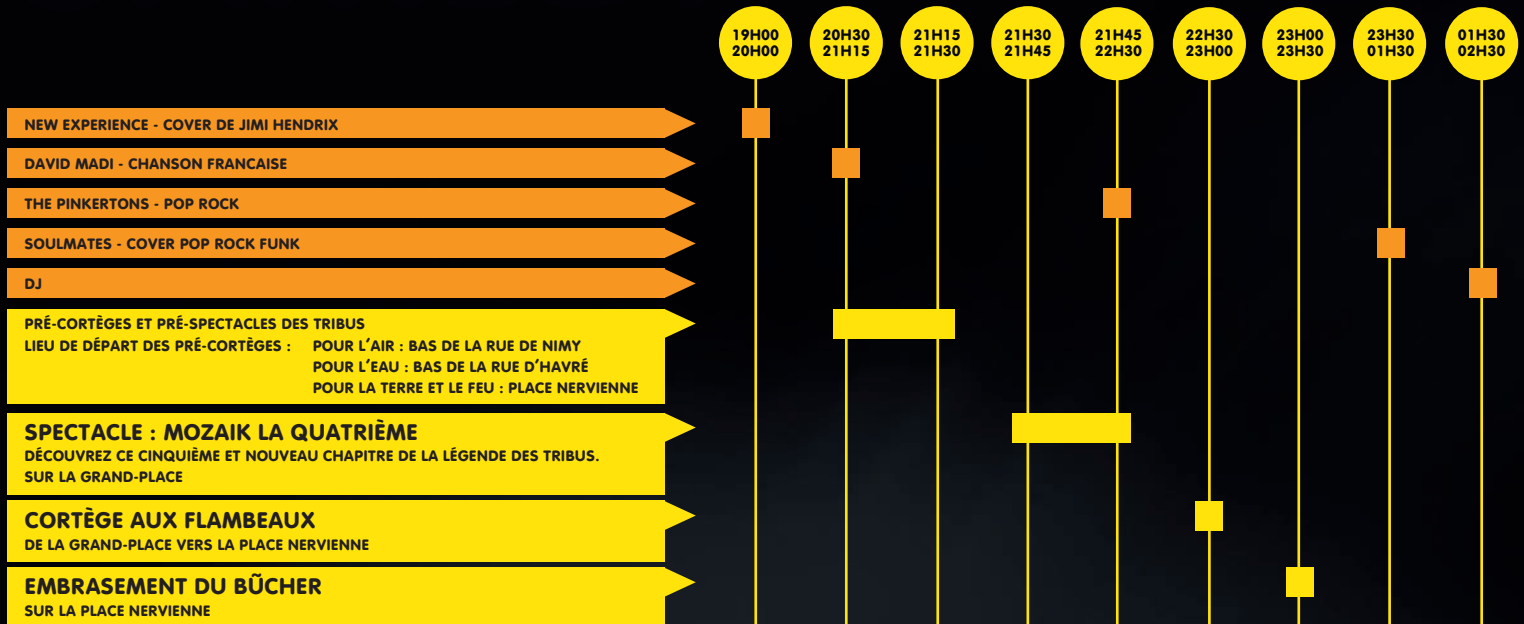 19H00
20H00
20H30
21H15
21H15
21H30
21H30
21H45
21H45
22H30
22H30
23H00
23H00
23H30
23H30
01H30
01H30
02H30
NEW EXPERIENCE - COVER DE JIMI HENDRIX
DAVID MADI - CHANSON FRANCAISE
THE PINKERTONS - POP ROCK
SOULMATES - COVER POP ROCK FUNK
DJ
PRÉ-CORTÈGES ET PRÉ-SPECTACLES DES TRIBUS
LIEU DE DÉPART DES PRÉ-CORTÈGES : POUR L'AIR : BAS DE LA RUE DE NIMY
POUR L'EAU : BAS DE LA RUE D'HAVRÉ
POUR LA TERRE ET LE FEU : PLACE NERVIENNE
SPECTACLE : MOZAIK LA QUATRIÈME
DÉCOUVREZ CE CINQUIÈME ET NOUVEAU CHAPITRE DE LA LÉGENDE DES TRIBUS.
SUR LA GRAND-PLACE
CORTÈGE AUX FLAMBEAUX
DE LA GRAND-PLACE VERS LA PLACE NERVIENNE
EMBRASEMENT DU BŨCHER
SUR LA PLACE NERVIENNE